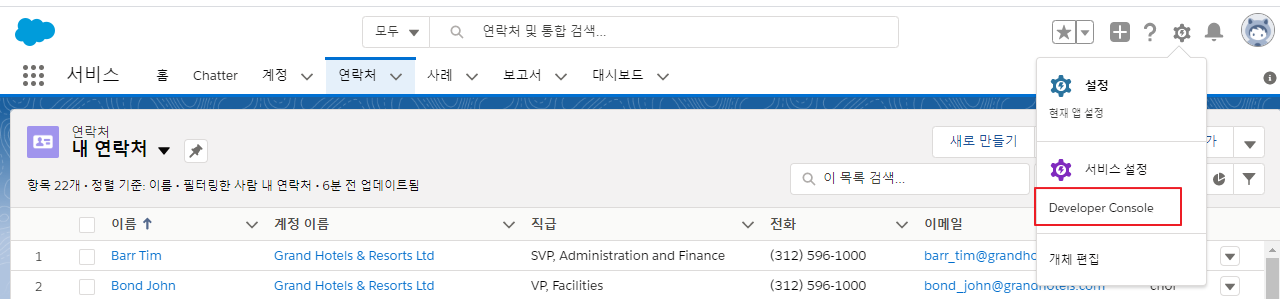 모두 연락처 및 통합 검색...
서비스 홈 Chatter 계정 연락처 사례 보고서 대시보드
설정
현재 앱 설정
연락처
내 연락처
새로 만들기 가
서비스 설정
항목 22개 • 정렬 기준: 이름 • 필터링한 사람 내 연락처 • 6분 전 업데이트됨
이 목록 검색...
Developer Console
이름 계정 이름 직급 전화 이메일
개체 편집
1 Barr Tim Grand Hotels & Resorts Ltd SVP, Administration and Finance (312) 596-1000 barr_tim@grandho
2 Bond John Grand Hotels & Resorts Ltd VP, Facilities (312) 596-1000 bond_john@grandhotels.com choi